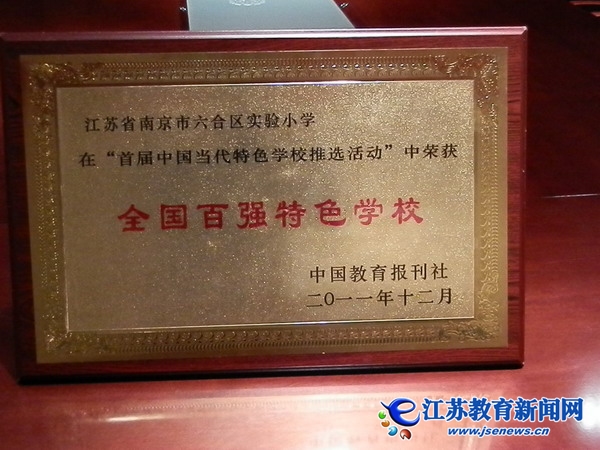 江苏省南京市六合区实验小学
在“首届中国当代特色学校推选活动”中荣获
全国百强特色学校
中国教育报刊社
二〇一一年十二月
江苏教育新闻网
www.jsenews.cn